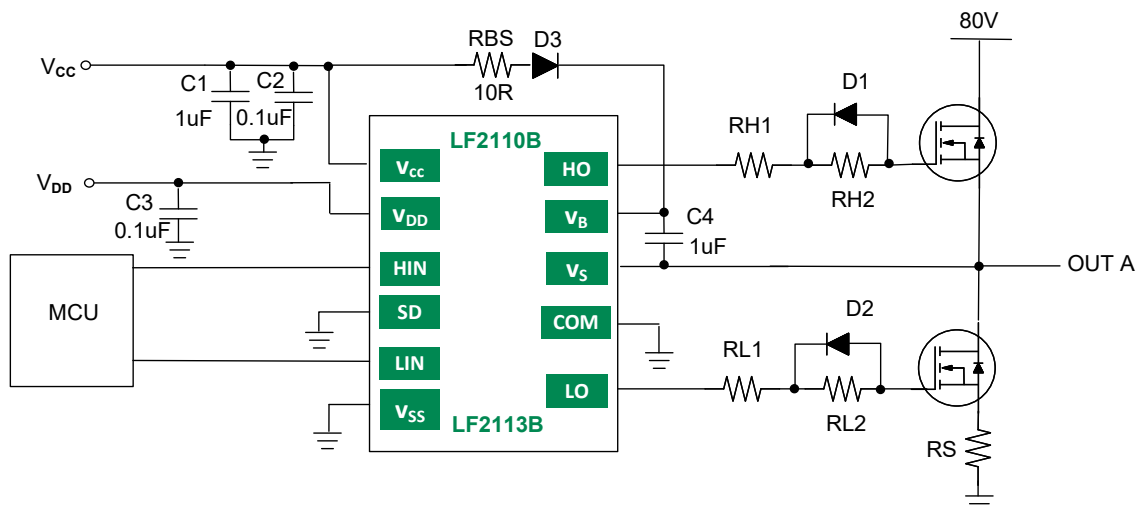 80V
RBS
D3
Vcc
C1
C2
10R
1uF
0.1uF
D1
LF2110B
RH1
Vcc
HO
VDD
RH2
C3
VDD
VB
C4
0.1uF
1uF
HIN
VS
OUT A
MCU
SD
COM
D2
LIN
RL1
LO
VSS
LF2113B
RL2
RS